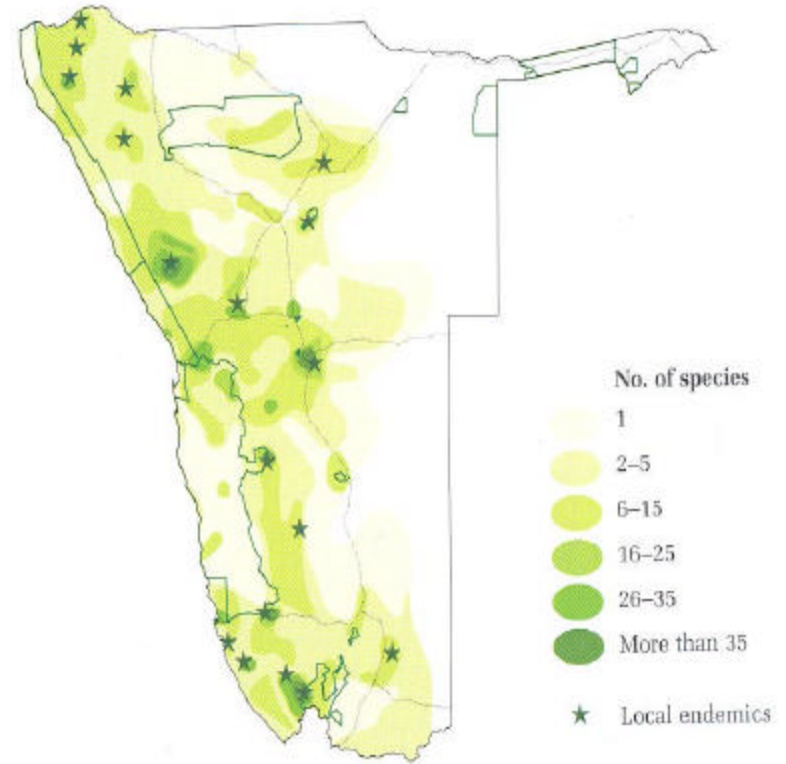 No. of species
1
2–5
6–15
16–25
26–35
More than 35
Local endemics